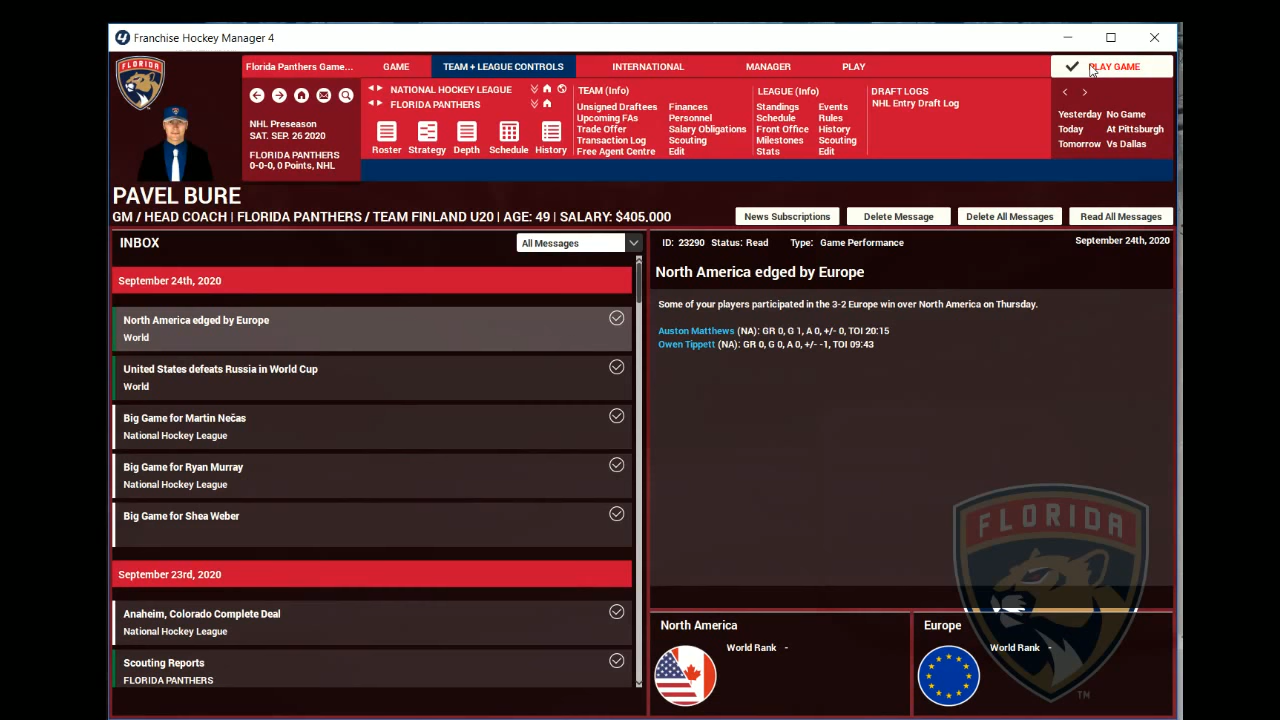 Franchise Hockey Manager 4
FLORIDA
Florida Panthers Game...
GAME
TEAM + LEAGUE CONTROLS
INTERNATIONAL
MANAGER
PLAY
PLAY GAME
NHL Preseason
SAT. SEP. 26 2020
FLORIDA PANTHERS
0-0-0, 0 Points, NHL
NATIONAL HOCKEY LEAGUE
FLORIDA PANTHERS
Roster Strategy Depth Schedule History
TEAM (Info)
Unsigned Draftees Finances
Upcoming FAs Personnel
Trade Offer Salary Obligations
Transaction Log Scouting
Free Agent Centre Edit
LEAGUE (Info)
Standings Events
Schedule Rules
Front Office History
Milestones Scouting
Stats Edit
DRAFT LOGS
NHL Entry Draft Log
Yesterday No Game
Today At Pittsburgh
Tomorrow Vs Dallas
PAVEL BURE
GM / HEAD COACH | FLORIDA PANTHERS / TEAM FINLAND U20 | AGE: 49 | SALARY: $405.000
News Subscriptions Delete Message Delete All Messages Read All Messages
INBOX
All Messages
September 24th, 2020
North America edged by Europe
World
United States defeats Russia in World Cup
World
Big Game for Martin Nečas
National Hockey League
Big Game for Ryan Murray
National Hockey League
Big Game for Shea Weber
September 23rd, 2020
Anaheim, Colorado Complete Deal
National Hockey League
Scouting Reports
FLORIDA PANTHERS
ID: 23290 Status: Read Type: Game Performance September 24th, 2020
North America edged by Europe
Some of your players participated in the 3-2 Europe win over North America on Thursday.
Auston Matthews (NA): GR 0, G 1, A 0, +/- 0, TOI 20:15
Owen Tippett (NA): GR 0, G 0, A 0, +/- -1, TOI 09:43
FLORIDA
TM
North America
World Rank -
Europe
World Rank -